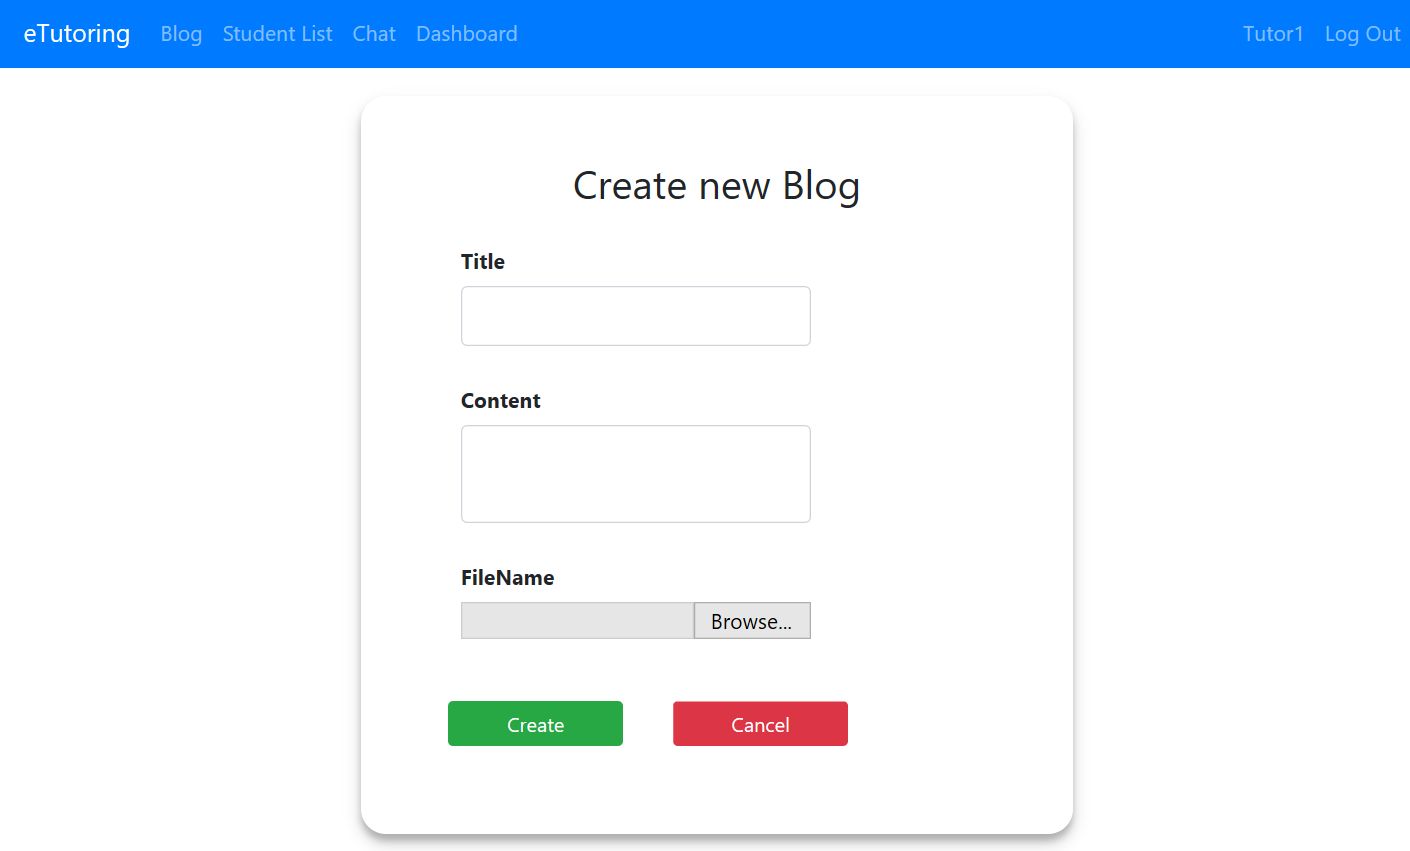 eTutoring Blog Student List Chat Dashboard Tutor1 Log Out
Create new Blog
Title
Content
FileName
Browse...
Create Cancel